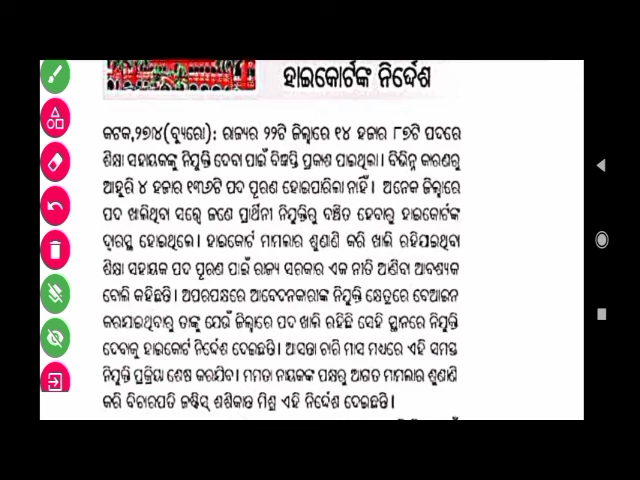 ହାଇକୋର୍ଟଙ୍କ ନିର୍ଦ୍ଦେଶ
କଟକ,୨୭।୪(ବ୍ୟୁରୋ): ରାଜ୍ୟର ୨୨ଟି ଜିଲ୍ଲାରେ ୧୪ ହଜାର ୮୭ଟି ପଦରେ
ଶିକ୍ଷା ସହାୟକଙ୍କୁ ନିଯୁକ୍ତି ଦେବା ପାଇଁ ବିଜ୍ଞପ୍ତି ପ୍ରକାଶ ପାଇଥିଲା। ବିଭିନ୍ନ କାରଣରୁ
ଆହୁରି ୪ ହଜାର ୧୩୬ଟି ପଦ ପୂରଣ ହୋଇପାରିଲା ନାହିଁ। ଅନେକ ଜିଲ୍ଲାରେ
ପଦ ଖାଲିଥିବା ସତ୍ତ୍ୱେ ଜଣେ ପ୍ରାର୍ଥିନୀ ନିଯୁକ୍ତିରୁ ବଞ୍ଚିତ ହେବାରୁ ହାଇକୋର୍ଟଙ୍କ
ଦ୍ୱାରସ୍ଥ ହୋଇଥିଲେ। ହାଇକୋର୍ଟ ମାମଲାର ଶୁଣାଣି କରି ଖାଲି ରହିଯାଇଥିବା
ଶିକ୍ଷା ସହାୟକ ପଦ ପୂରଣ ପାଇଁ ରାଜ୍ୟ ସରକାର ଏକ ନୀତି ଆଣିବା ଆବଶ୍ୟକ
ବୋଲି କହିଛନ୍ତି। ଅପରପକ୍ଷରେ ଆବେଦନକାରୀଙ୍କ ନିଯୁକ୍ତି କ୍ଷେତ୍ରରେ ବେଆଇନ
କରାଯାଇଥିବାରୁ ତାଙ୍କୁ ଯେଉଁ ଜିଲ୍ଲାରେ ପଦ ଖାଲି ରହିଛି ସେହି ସ୍ଥାନରେ ନିଯୁକ୍ତି
ଦେବାକୁ ହାଇକୋର୍ଟ ନିର୍ଦ୍ଦେଶ ଦେଇଛନ୍ତି। ଆସନ୍ତା ଚାରି ମାସ ମଧ୍ୟରେ ଏହି ସମସ୍ତ
ନିଯୁକ୍ତି ପ୍ରକ୍ରିୟା ଶେଷ କରାଯିବ। ମମତା ନାୟକଙ୍କ ପକ୍ଷରୁ ଆଗତ ମାମଲାର ଶୁଣାଣି
କରି ବିଚାରପତି ଜଷ୍ଟିସ୍ ଶଶିକାନ୍ତ ମିଶ୍ର ଏହି ନିର୍ଦ୍ଦେଶ ଦେଇଛନ୍ତି।